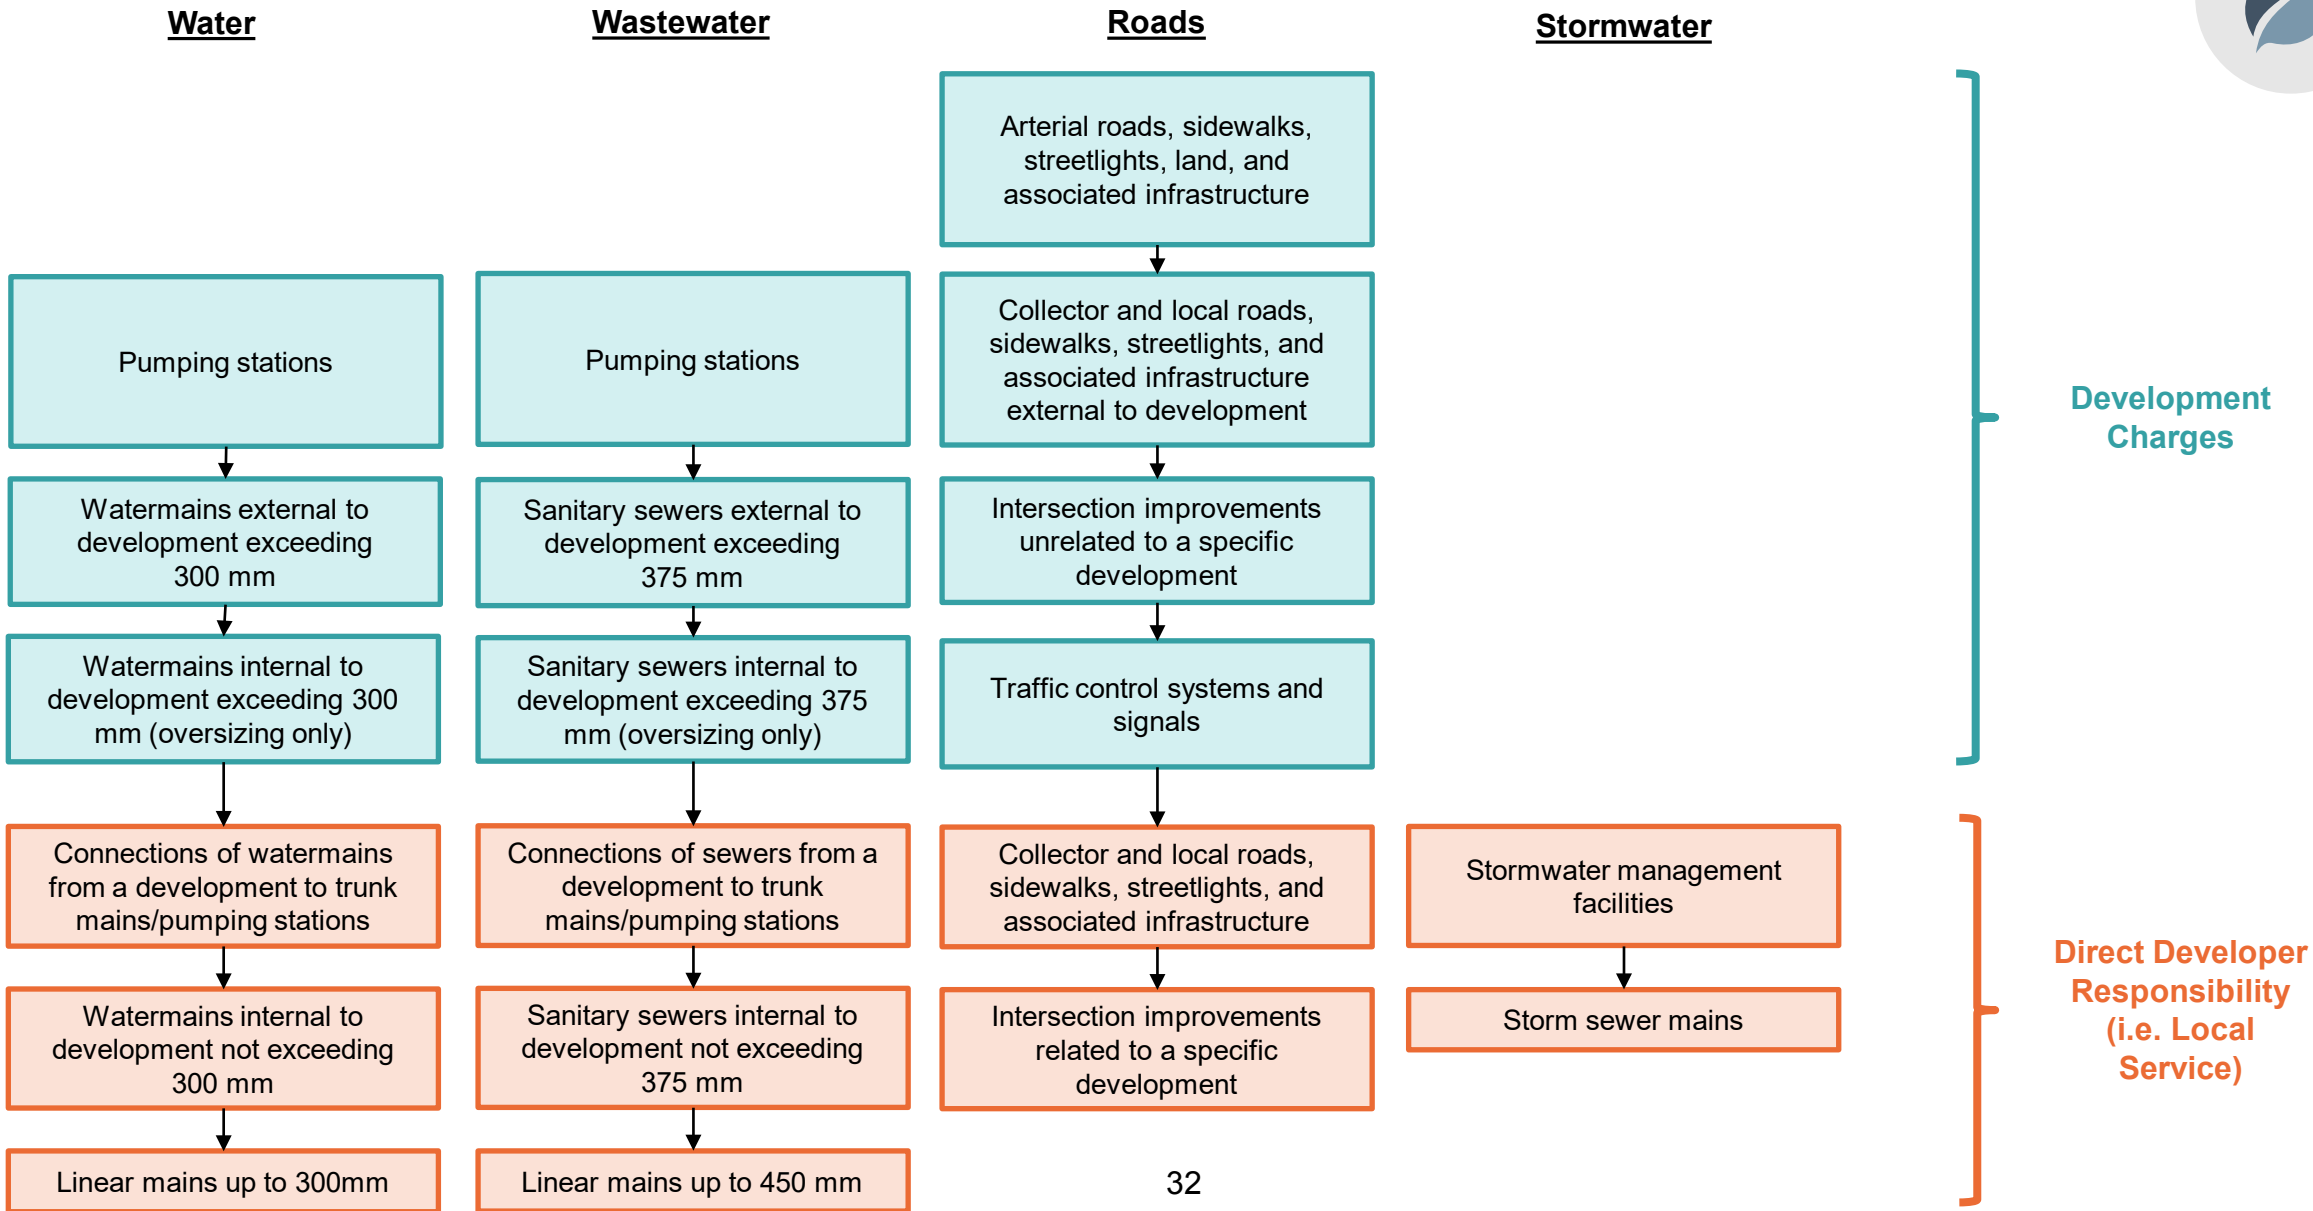 Water
Wastewater
Roads
Stormwater
Arterial roads, sidewalks,
streetlights, land, and
associated infrastructure
Pumping stations
Pumping stations
Collector and local roads,
sidewalks, streetlights, and
associated infrastructure
external to development
Watermains external to
development exceeding
300 mm
Sanitary sewers external to
development exceeding
375 mm
Intersection improvements
unrelated to a specific
development
Watermains internal to
development exceeding 300
mm (oversizing only)
Sanitary sewers internal to
development exceeding 375
mm (oversizing only)
Traffic control systems and
signals
Development
Charges
Connections of watermains
from a development to trunk
mains/pumping stations
Connections of sewers from a
development to trunk
mains/pumping stations
Collector and local roads,
sidewalks, streetlights, and
associated infrastructure
Stormwater management
facilities
Watermains internal to
development not exceeding
300 mm
Sanitary sewers internal to
development not exceeding
375 mm
Intersection improvements
related to a specific
development
Storm sewer mains
Direct Developer
Responsibility
(i.e. Local
Service)
Linear mains up to 300mm
Linear mains up to 450 mm
32